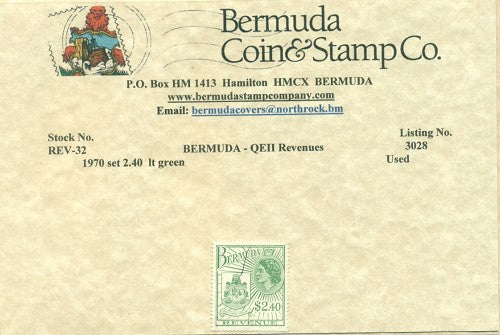 Bermuda
Coin&Stamp Co.
P.O. Box HM 1413 Hamilton HMCX BERMUDA
www.bermudastampcompany.com
Email: bermudacovers@northrock.bm
Stock No. Listing No.
REV-32 BERMUDA - QEII Revenues 3028
1970 set 2.40 lt green Used
BERMUDA
$2.40
REVENUE